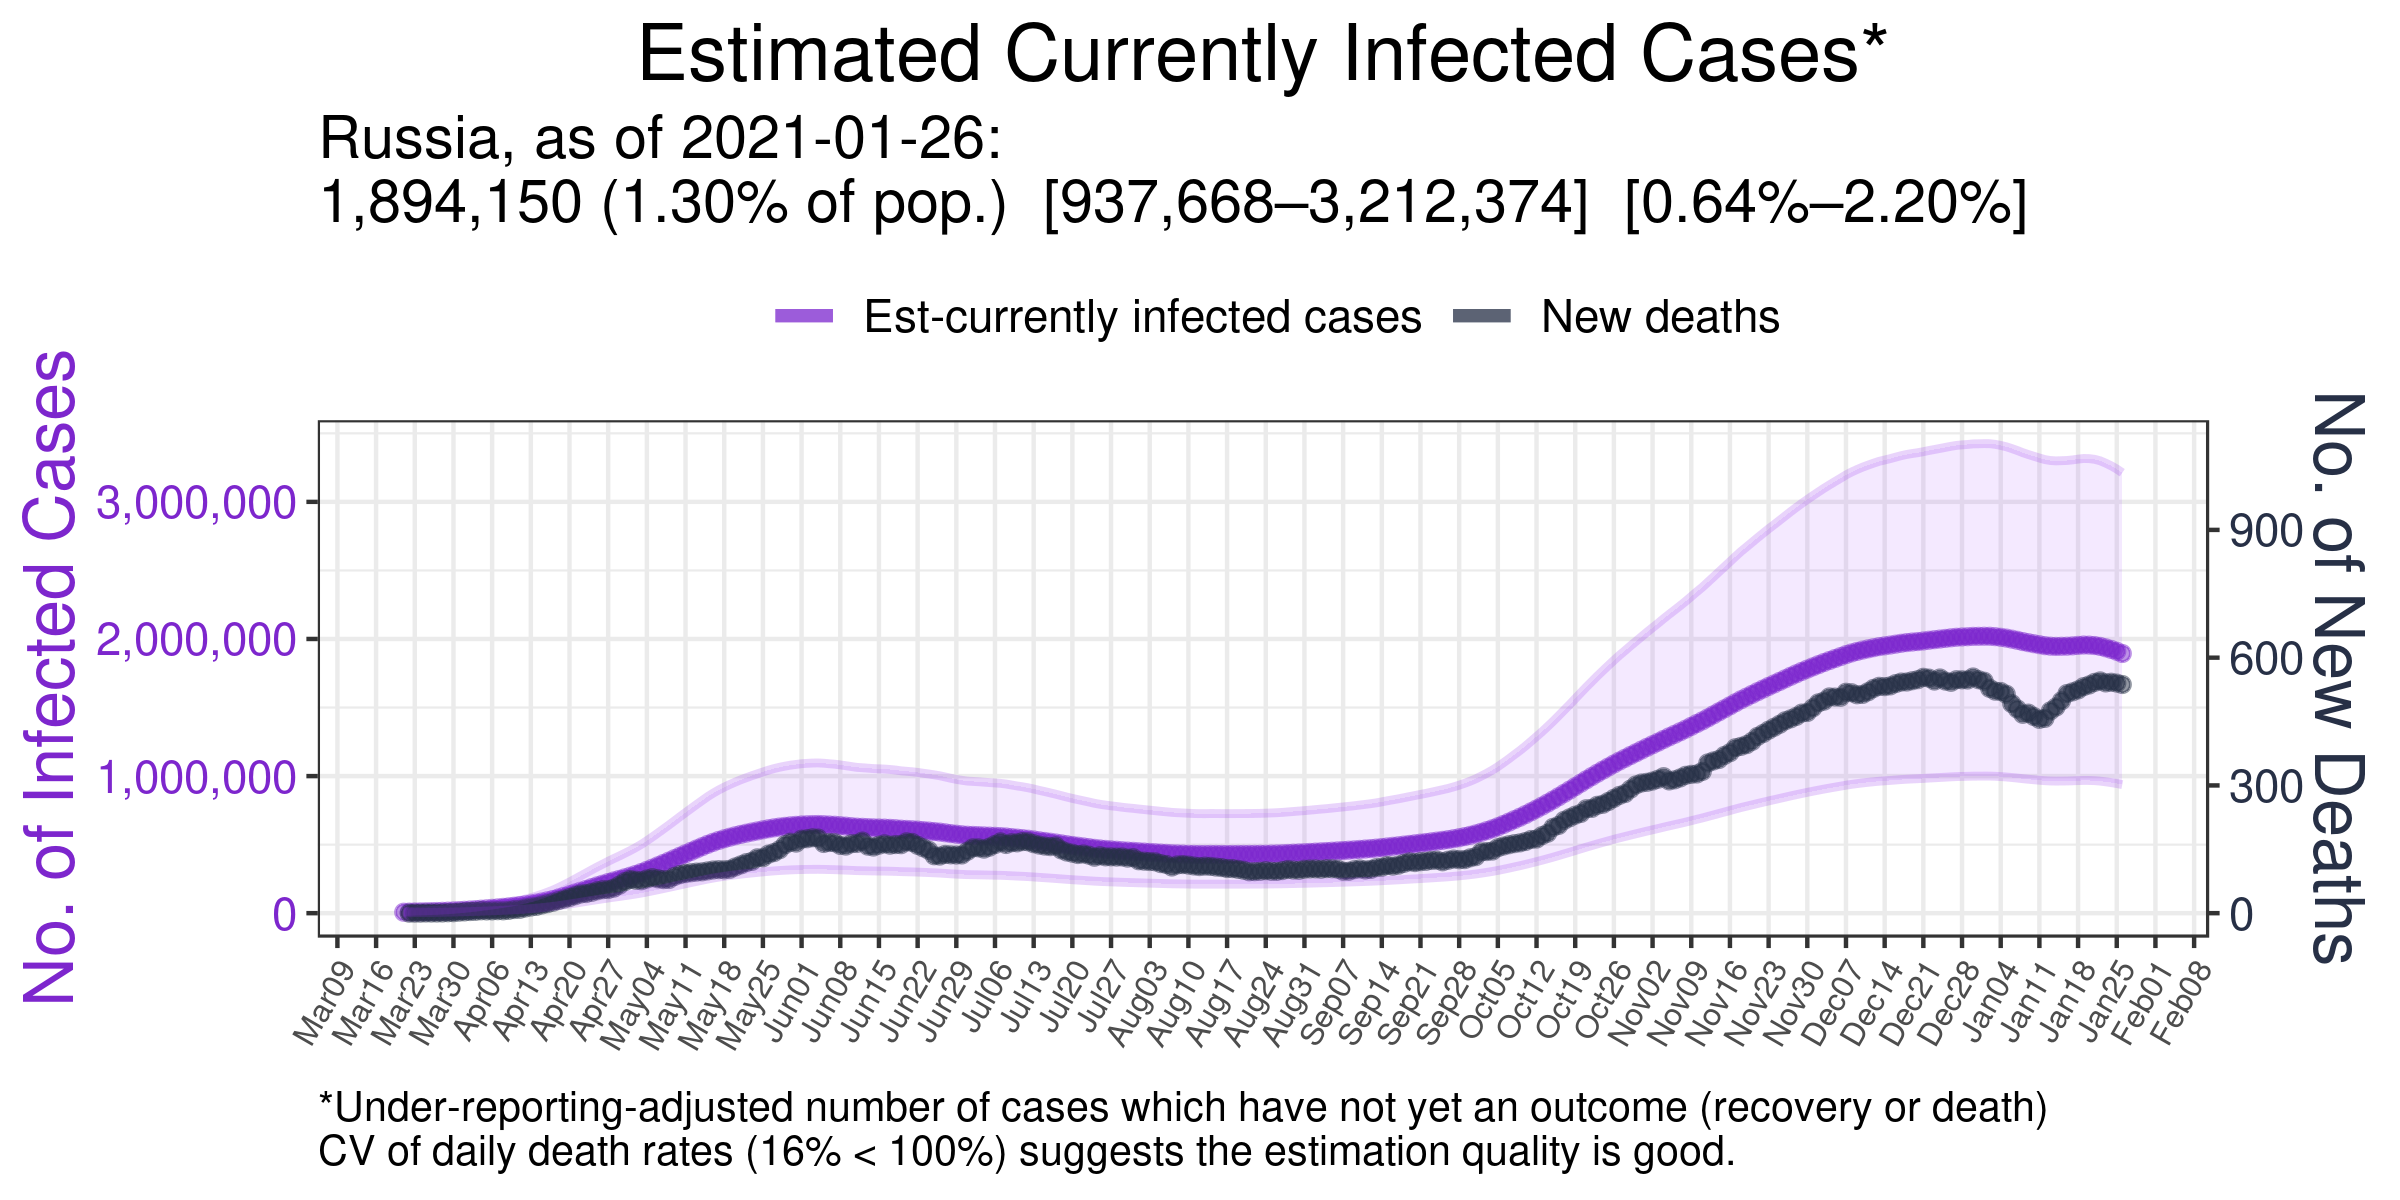 Estimated Currently Infected Cases*
Russia, as of 2021-01-26:
1,894,150 (1.30% of pop.) [937,668–3,212,374] [0.64%–2.20%]
Est-currently infected cases
New deaths
No. of Infected Cases
3,000,000
2,000,000
1,000,000
0
No. of New Deaths
900
600
300
0
Mar09
Mar16
Mar23
Mar30
Apr06
Apr13
Apr20
Apr27
May04
May11
May18
May25
Jun01
Jun08
Jun15
Jun22
Jun29
Jul06
Jul13
Jul20
Jul27
Aug03
Aug10
Aug17
Aug24
Aug31
Sep07
Sep14
Sep21
Sep28
Oct05
Oct12
Oct19
Oct26
Nov02
Nov09
Nov16
Nov23
Nov30
Dec07
Dec14
Dec21
Dec28
Jan04
Jan11
Jan18
Jan25
Feb01
Feb08
*Under-reporting-adjusted number of cases which have not yet an outcome (recovery or death)
CV of daily death rates (16% < 100%) suggests the estimation quality is good.